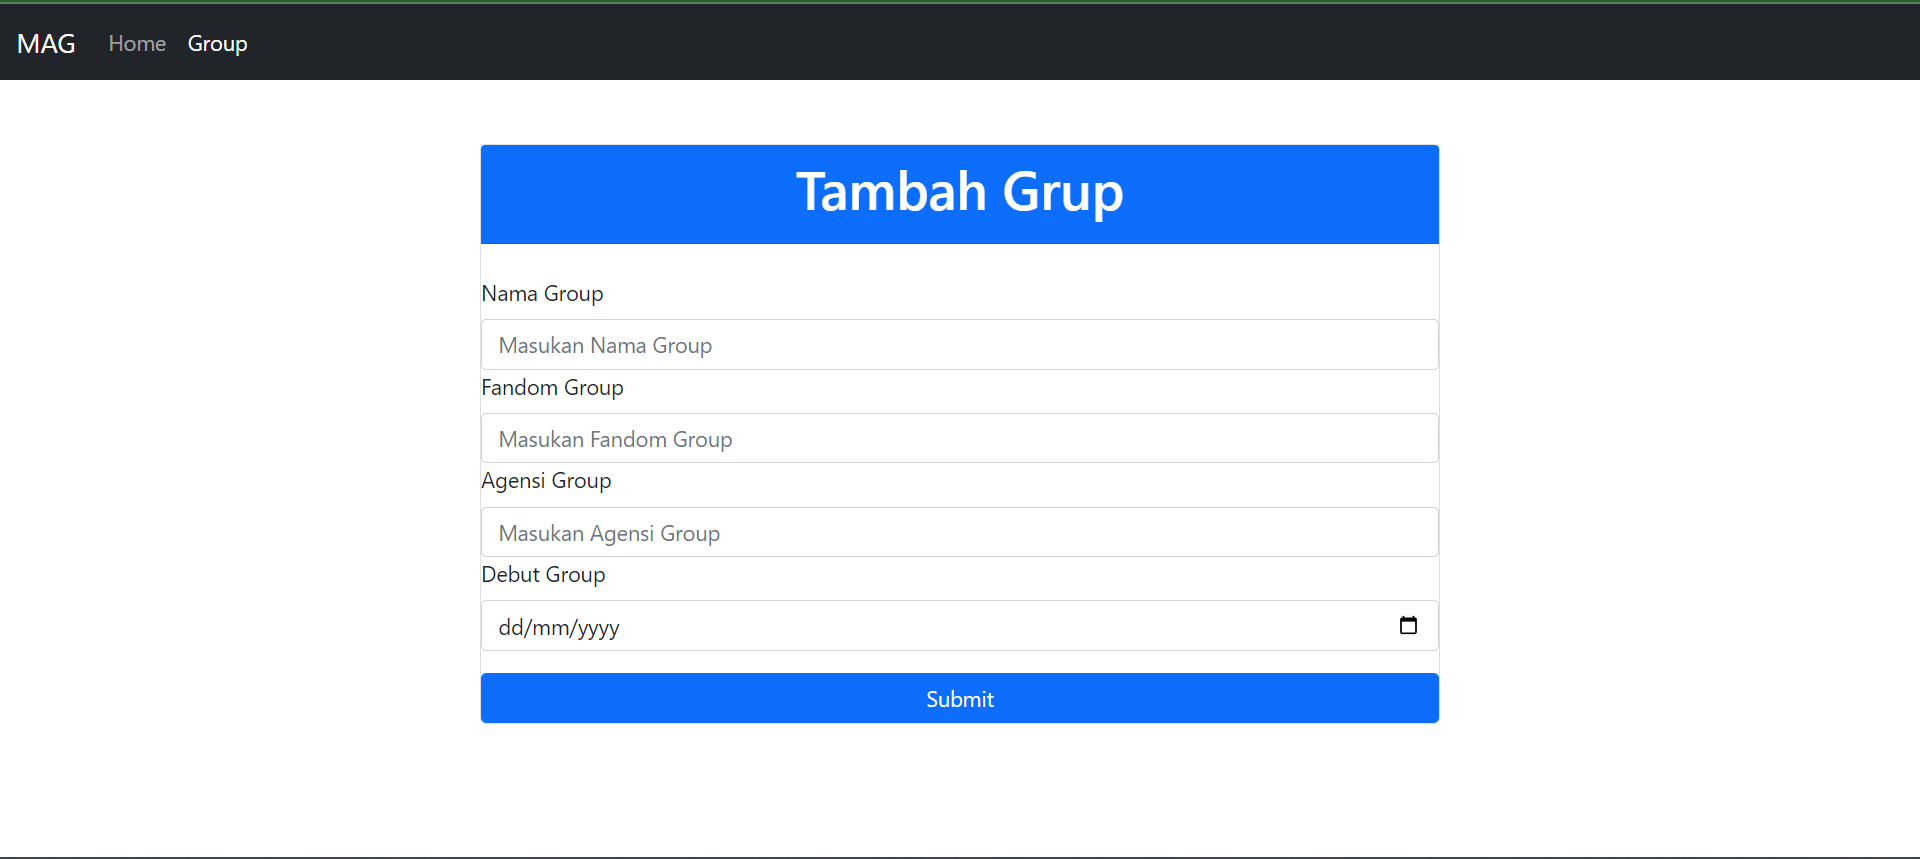 MAG Home Group
Tambah Grup
Nama Group
Masukan Nama Group
Fandom Group
Masukan Fandom Group
Agensi Group
Masukan Agensi Group
Debut Group
dd/mm/yyyy
Submit